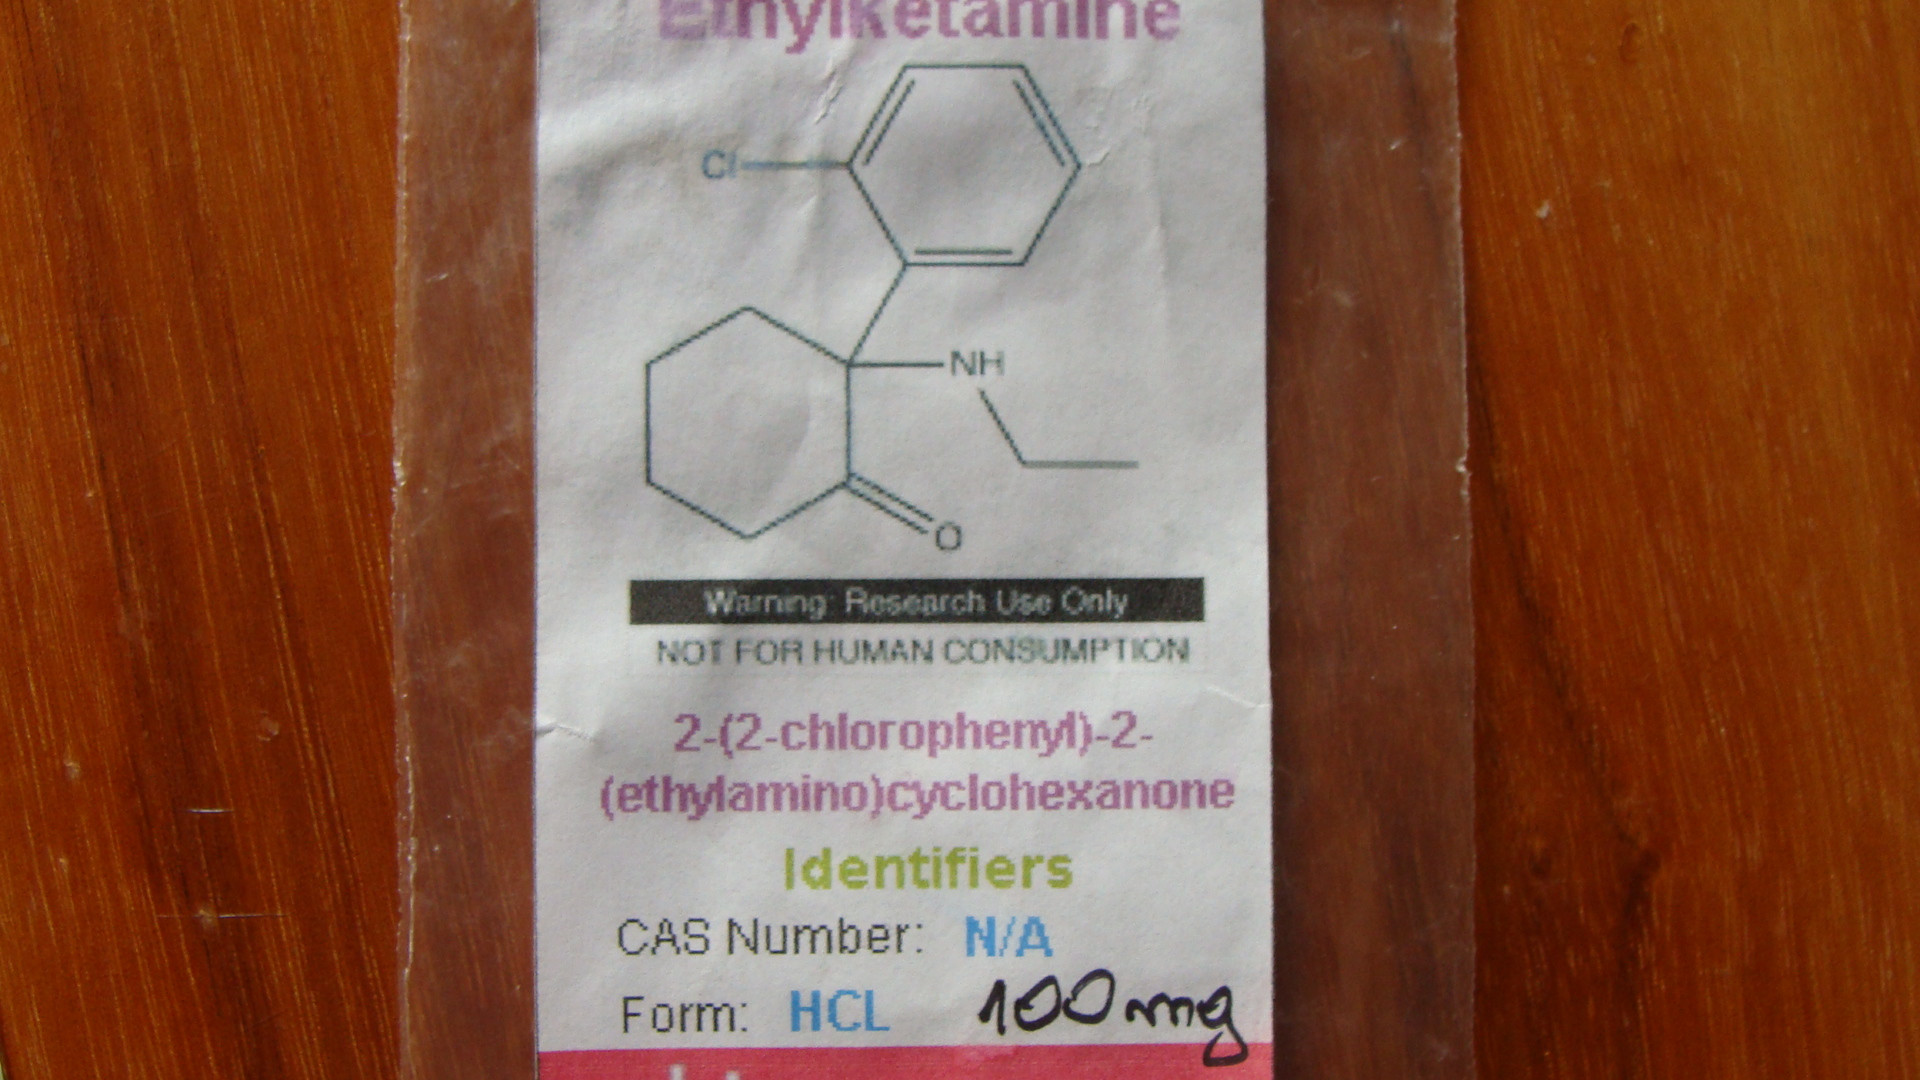 Ethylketamine
Cl
NH
O
Warning: Research Use Only
NOT FOR HUMAN CONSUMPTION
2-(2-chlorophenyl)-2-
(ethylamino)cyclohexanone
Identifiers
CAS Number: N/A
Form: HCL 100mg